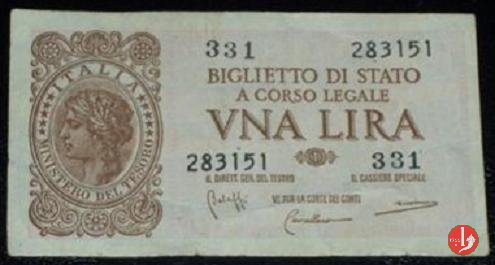 331 283151
ITALIA
BIGLIETTO DI STATO
A CORSO LEGALE
VNA LIRA
283151 331
MINISTERO DEL TESORO
IL DIRETT. GEN. DEL TESORO IL CASSIERE SPECIALE
VE. PER LA CORTE DEI CONTI